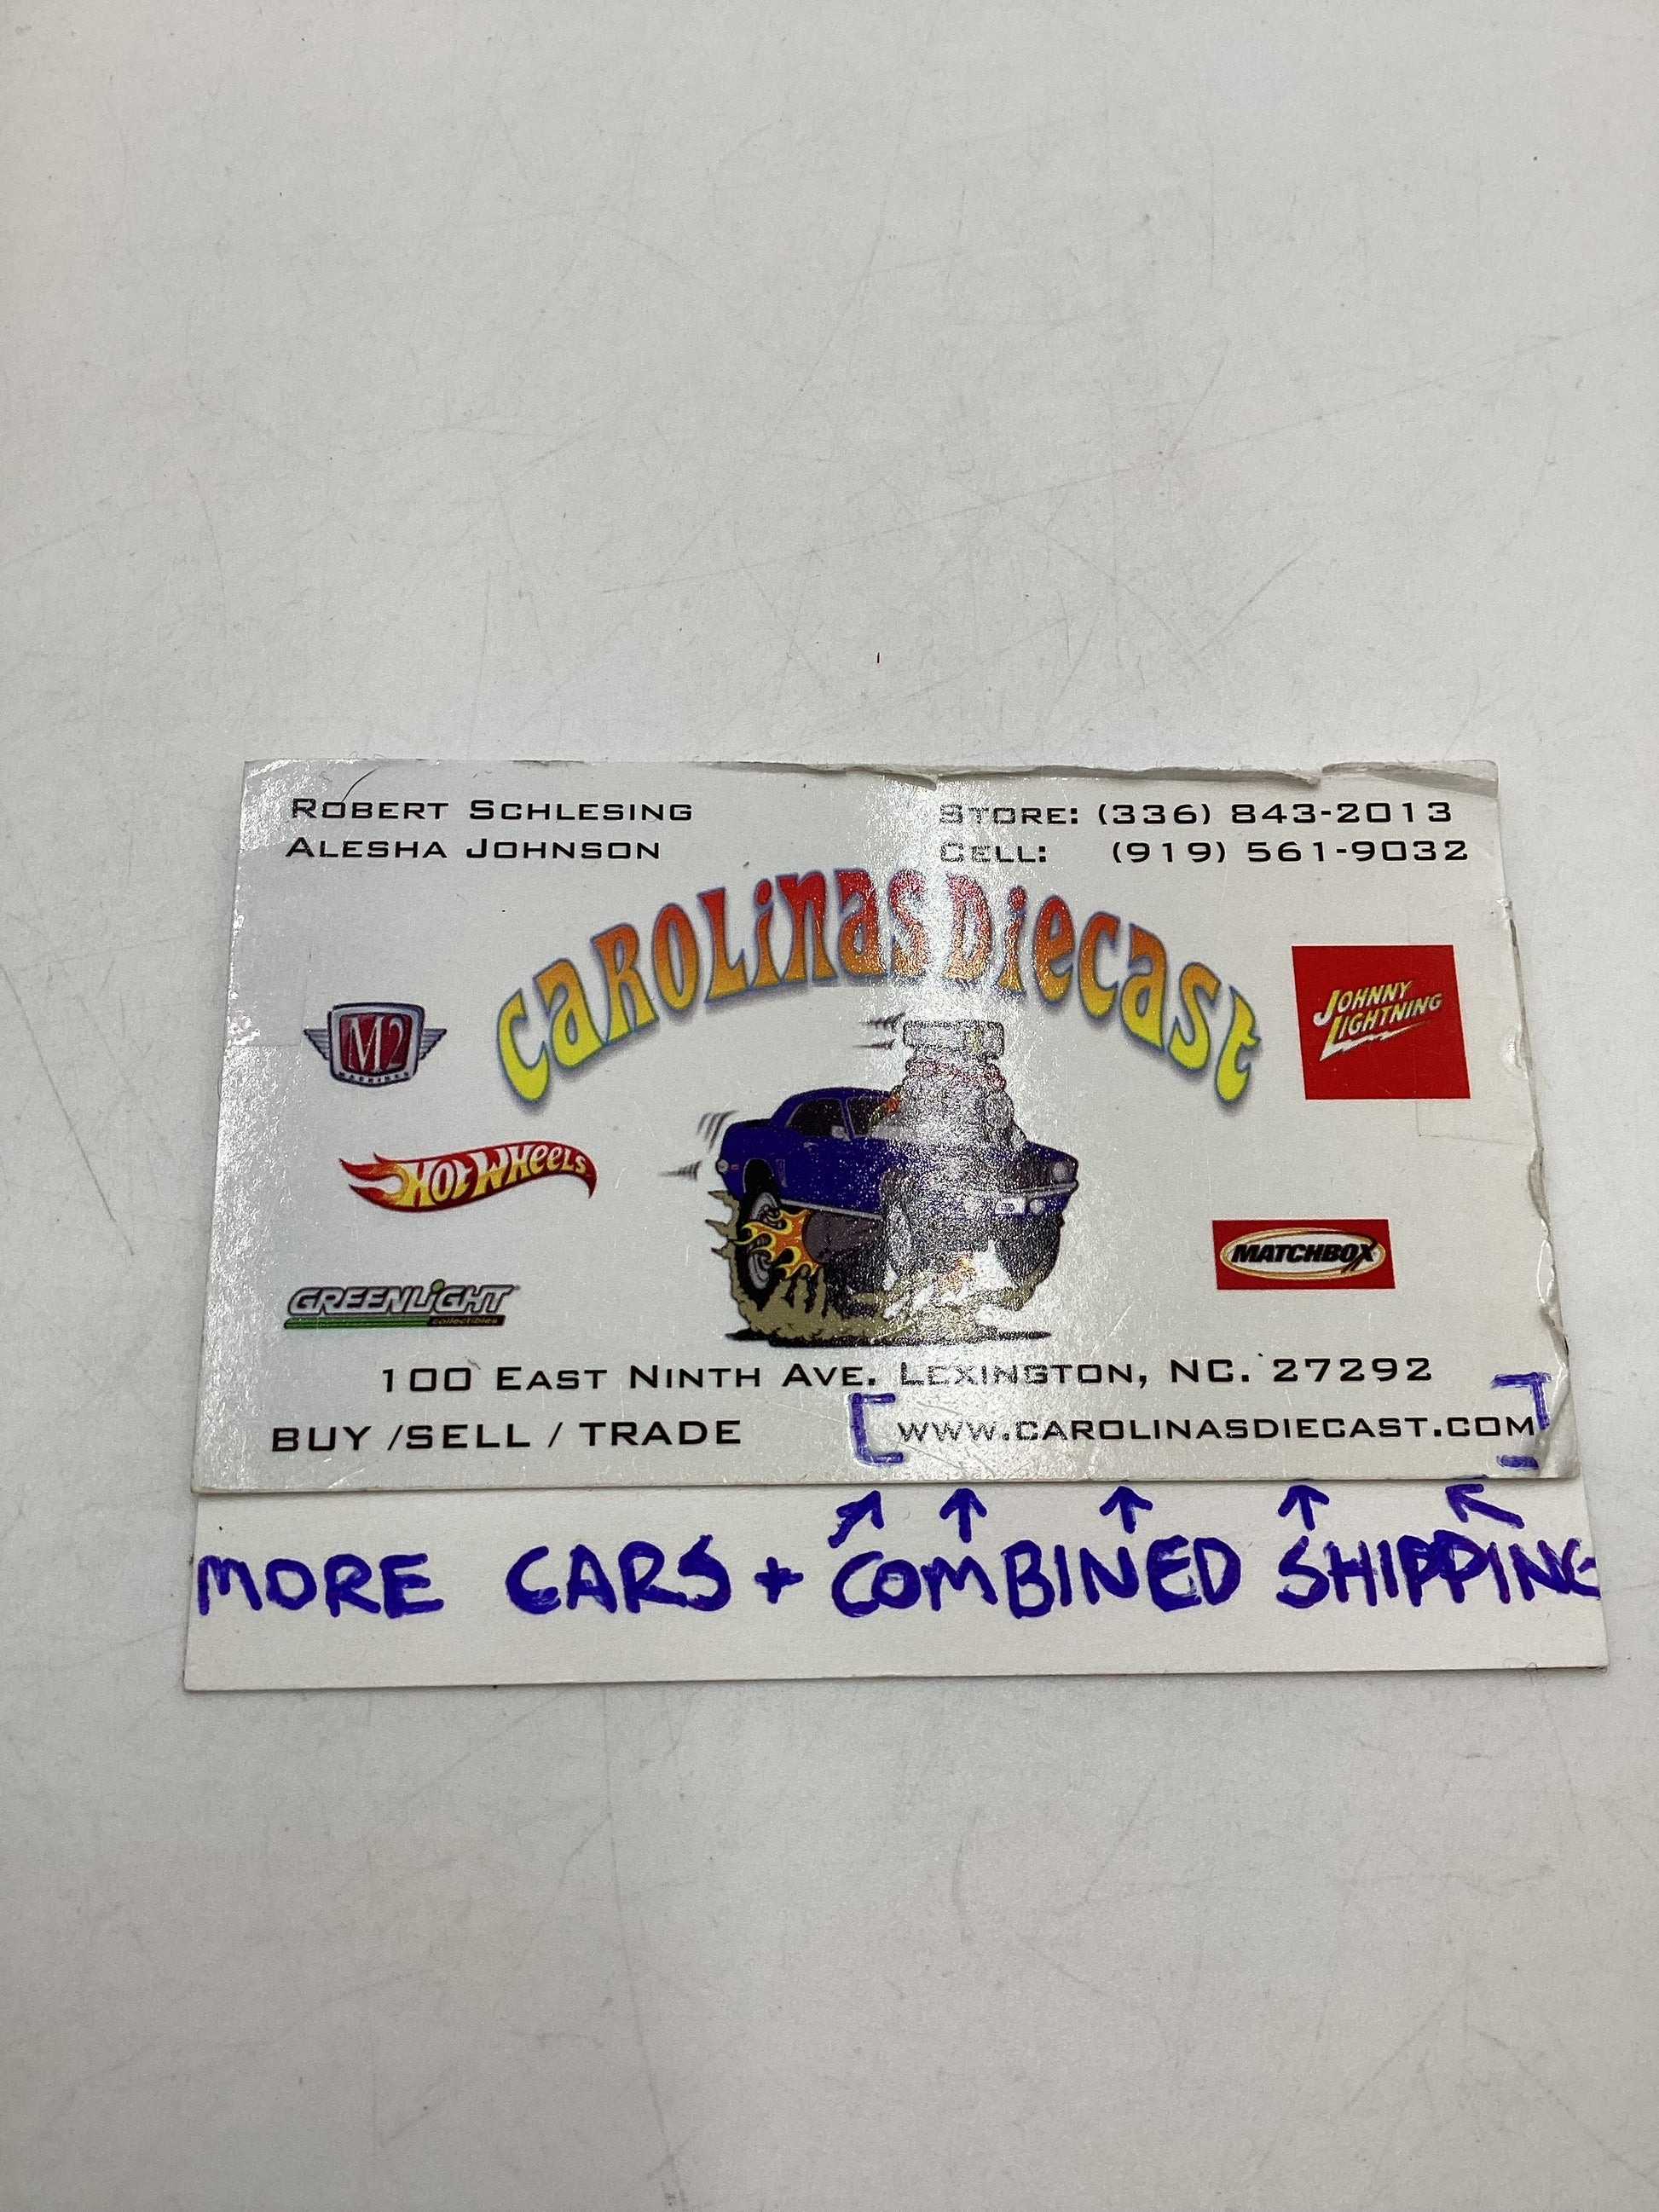 ROBERT SCHLESING
ALESHA JOHNSON
STORE: (336) 843-2013
CELL: (919) 561-9032
CAROLINAS DIECAST
M2
MACHINES
JOHNNY
LIGHTNING
HOT WHEELS
MATCHBOX
GREENLIGHT
collectibles
100 EAST NINTH AVE. LEXINGTON, NC. 27292
BUY /SELL / TRADE
[WWW.CAROLINASDIECAST.COM]
MORE CARS + COMBINED SHIPPING